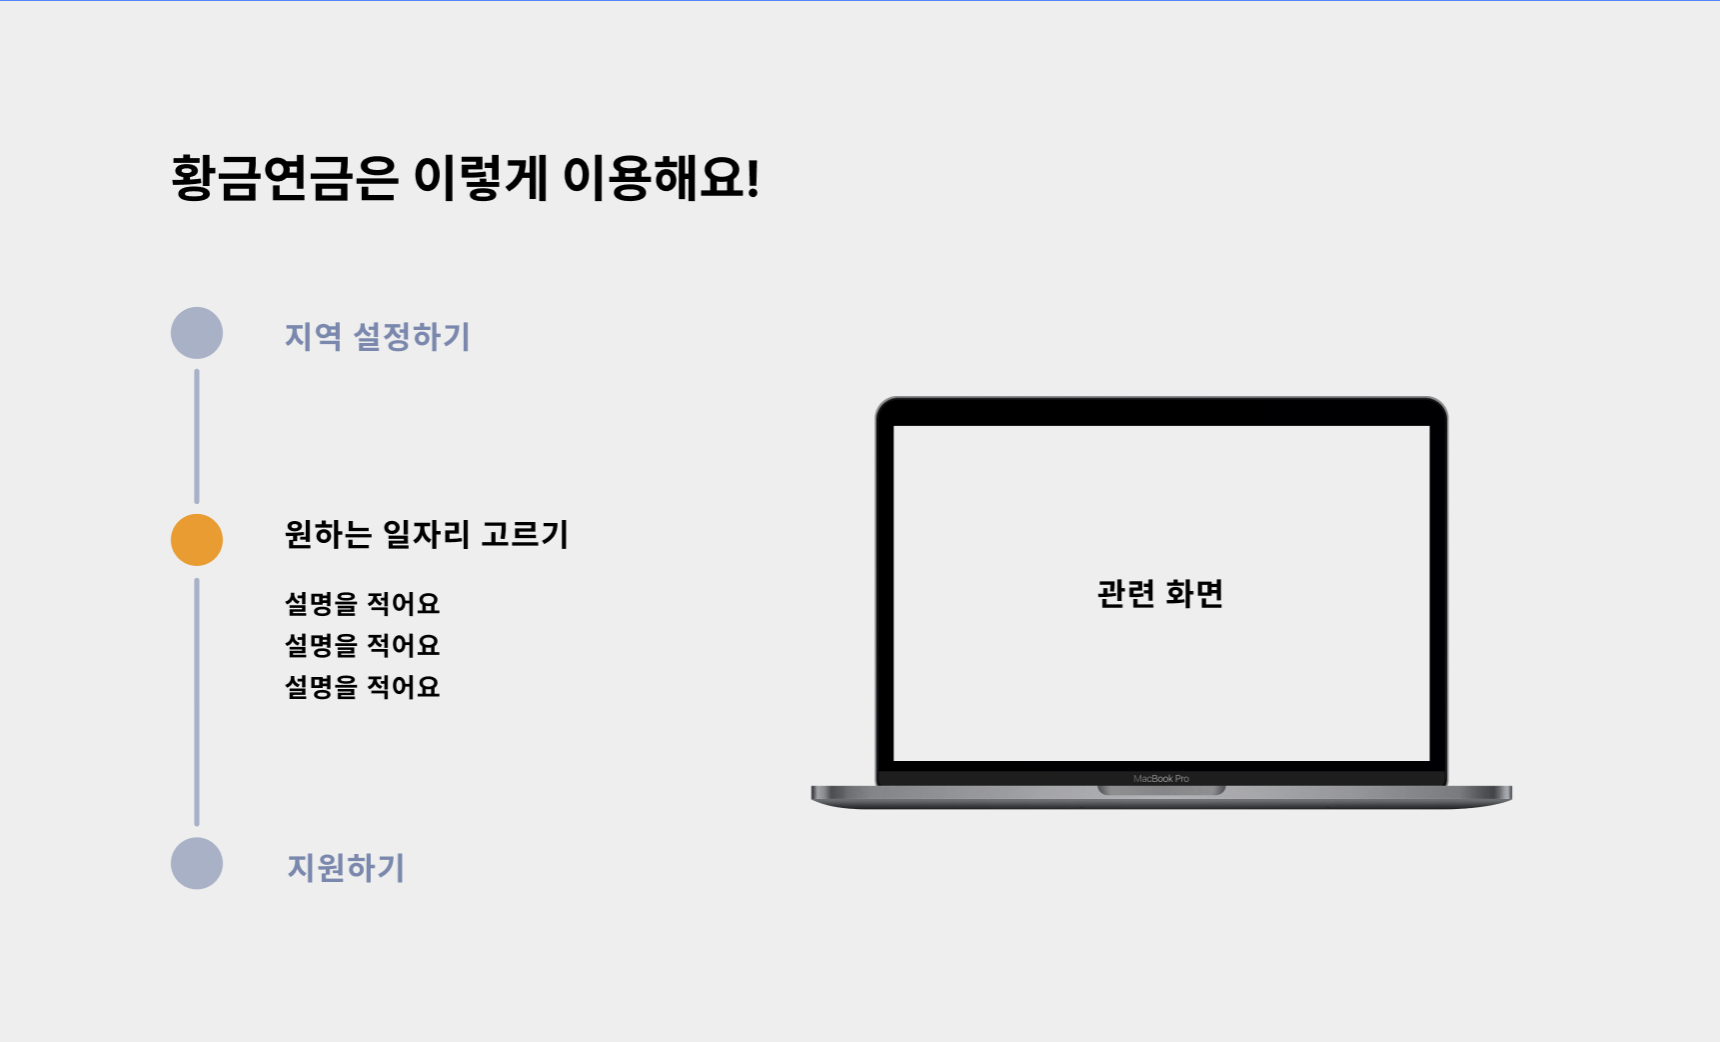 황금연금은 이렇게 이용해요!
지역 설정하기
원하는 일자리 고르기
설명을 적어요
설명을 적어요
설명을 적어요
지원하기
관련 화면
MacBook Pro